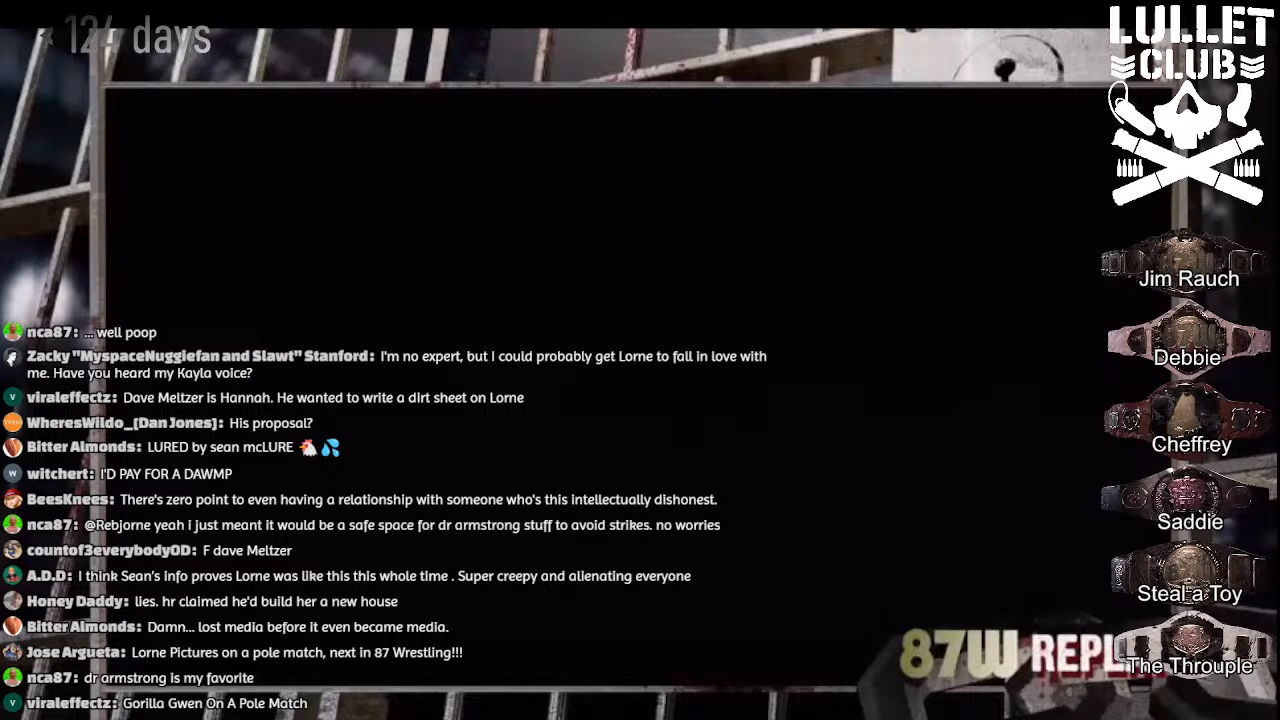 124 days
LULLET
CLUB
Jim Rauch
Debbie
Cheffrey
Saddie
Steal a Toy
The Throuple
nca87: ... well poop
Zacky "MyspaceNuggiefan and Slawt" Stanford: I'm no expert, but I could probably get Lorne to fall in love with
me. Have you heard my Kayla voice?
viraleffectz: Dave Meltzer is Hannah. He wanted to write a dirt sheet on Lorne
WheresWildo_[Dan Jones]: His proposal?
Bitter Almonds: LURED by sean mcLURE 🐔💦
witchert: I'D PAY FOR A DAWMP
BeesKnees: There's zero point to even having a relationship with someone who's this intellectually dishonest.
nca87: @Rebjorne yeah i just meant it would be a safe space for dr armstrong stuff to avoid strikes. no worries
countof3everybodyOD: F dave Meltzer
A.D.D: I think Sean's info proves Lorne was like this this whole time . Super creepy and alienating everyone
Honey Daddy: lies. hr claimed he'd build her a new house
Bitter Almonds: Damn... lost media before it even became media.
Jose Argueta: Lorne Pictures on a pole match, next in 87 Wrestling!!!
nca87: dr armstrong is my favorite
viraleffectz: Gorilla Gwen On A Pole Match
87W REPL